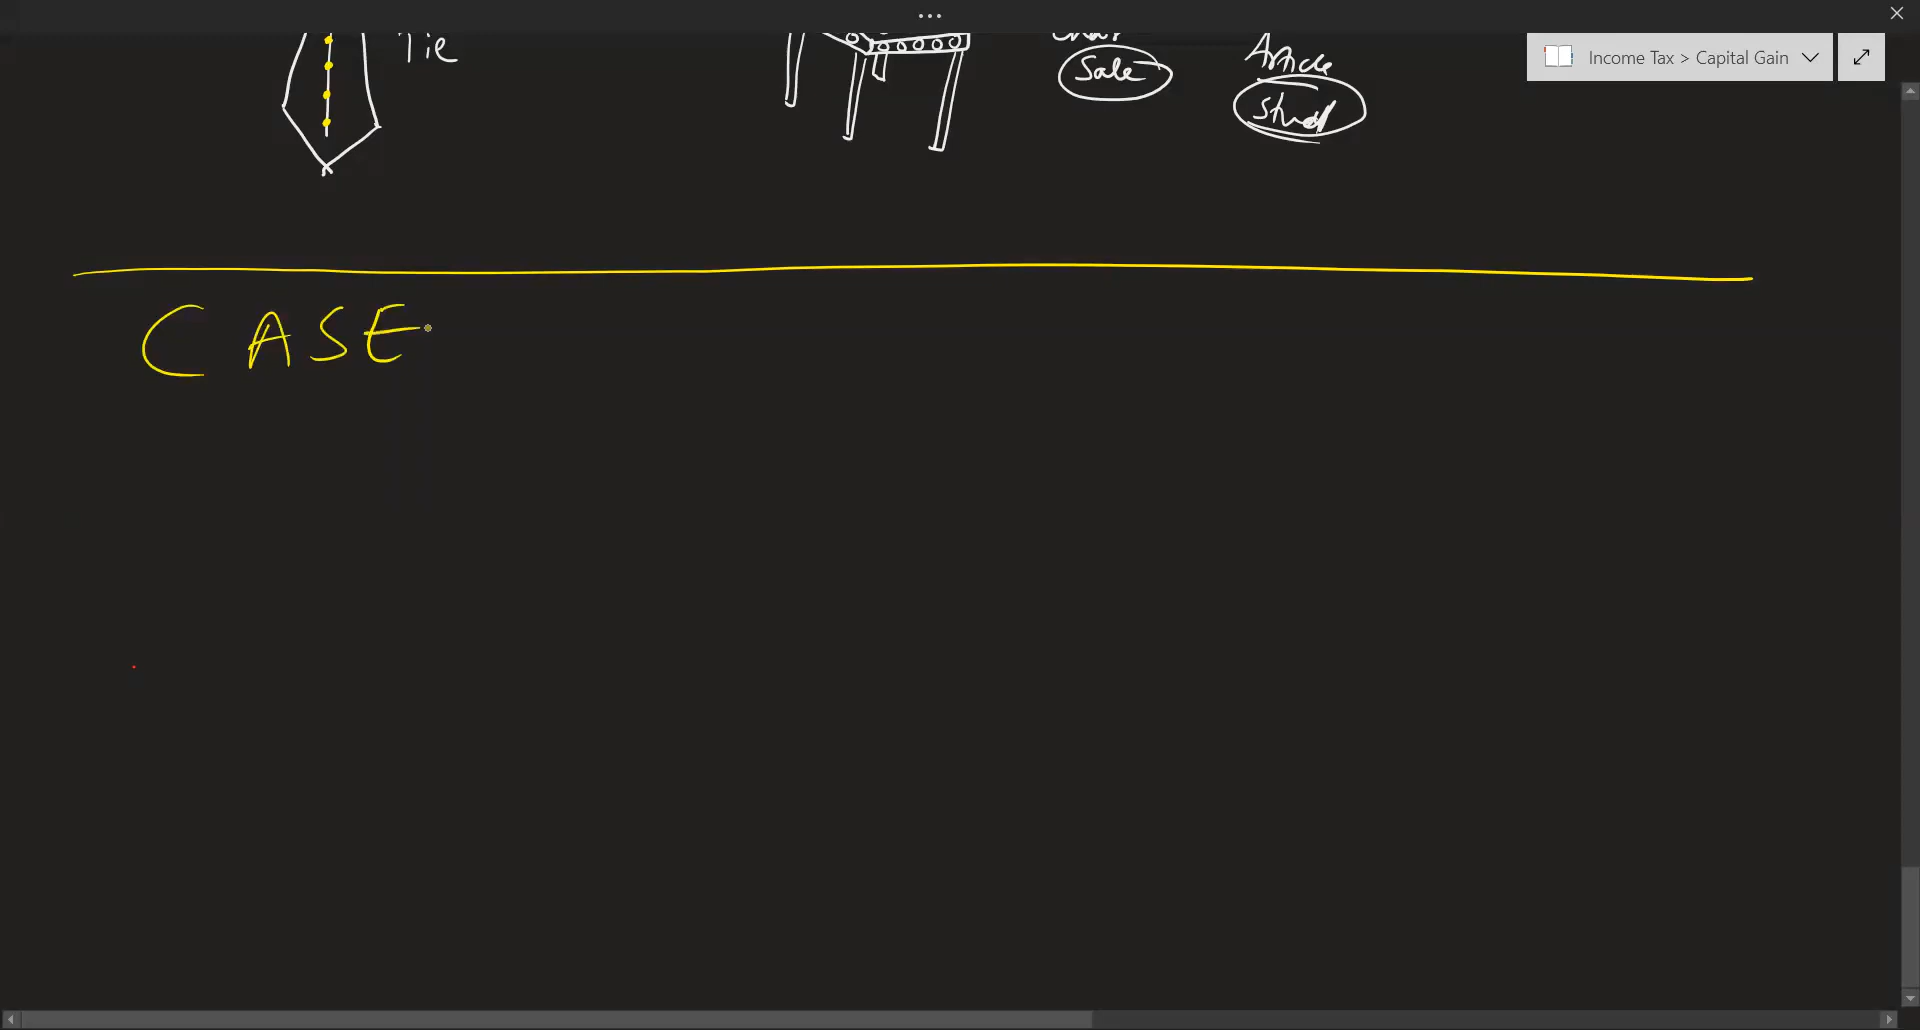 Income Tax > Capital Gain
Tie
Sale
Article
CASE